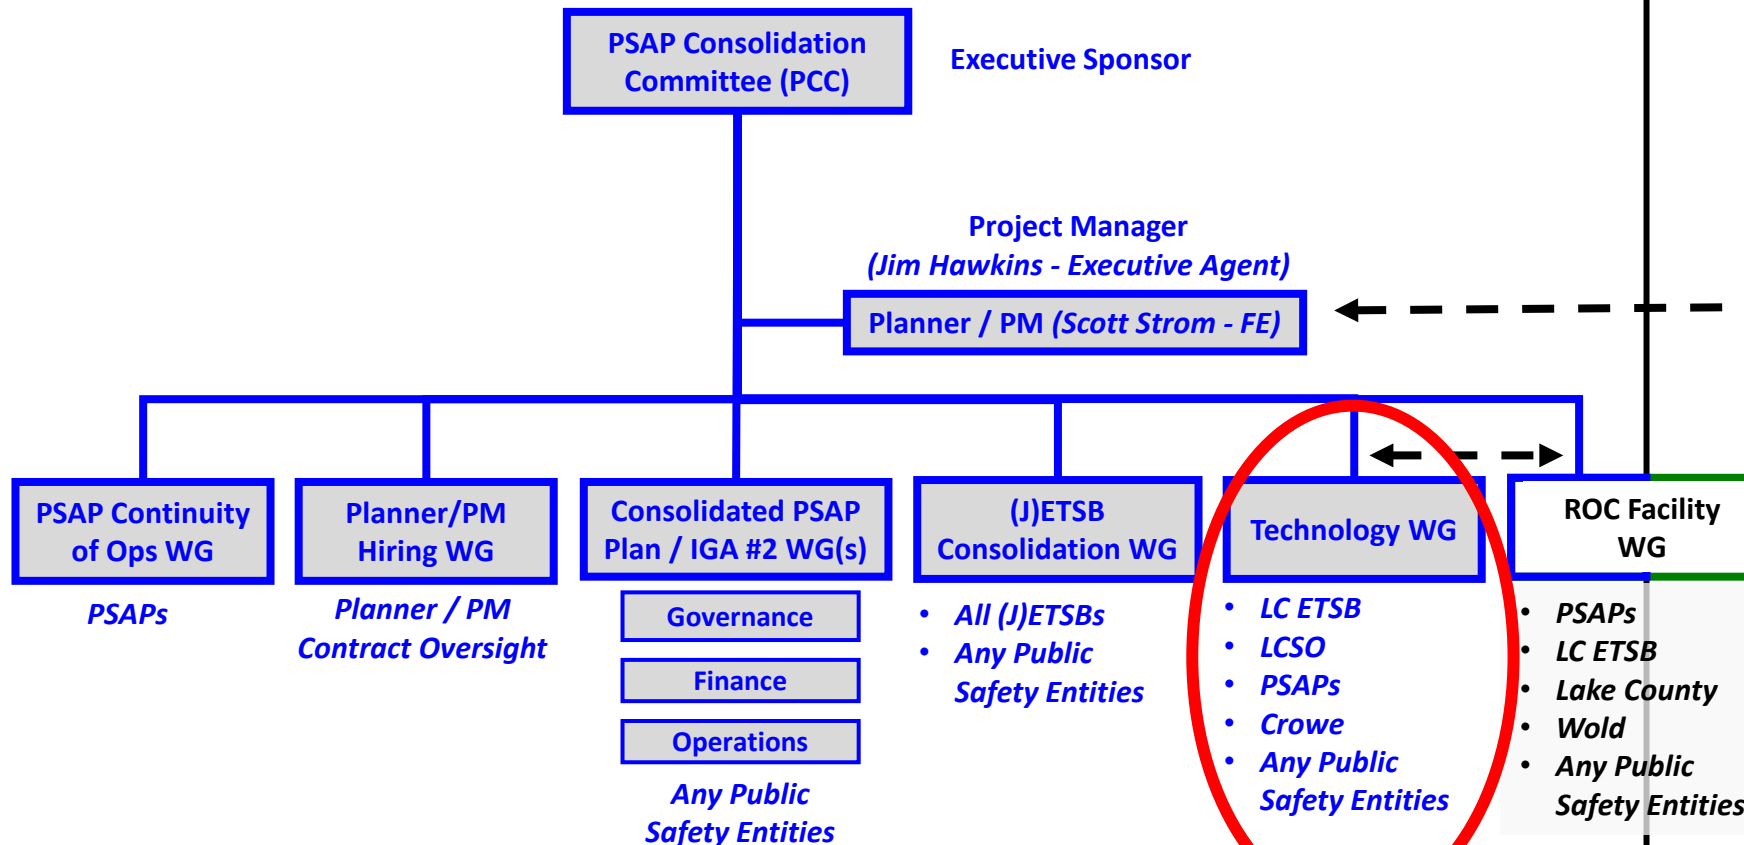 PSAP Consolidation
Committee (PCC)
Executive Sponsor
Project Manager
(Jim Hawkins - Executive Agent)
Planner / PM (Scott Strom - FE)
PSAP Continuity
of Ops WG
PSAPs
Planner/PM
Hiring WG
Planner / PM
Contract Oversight
Consolidated PSAP
Plan / IGA #2 WG(s)
Governance
Finance
Operations
Any Public
Safety Entities
(J)ETSB
Consolidation WG
• All (J)ETSBs
• Any Public
Safety Entities
Technology WG
• LC ETSB
• LCSO
• PSAPs
• Crowe
• Any Public
Safety Entities
ROC Facility
WG
• PSAPs
• LC ETSB
• Lake County
• Wold
• Any Public
Safety Entities